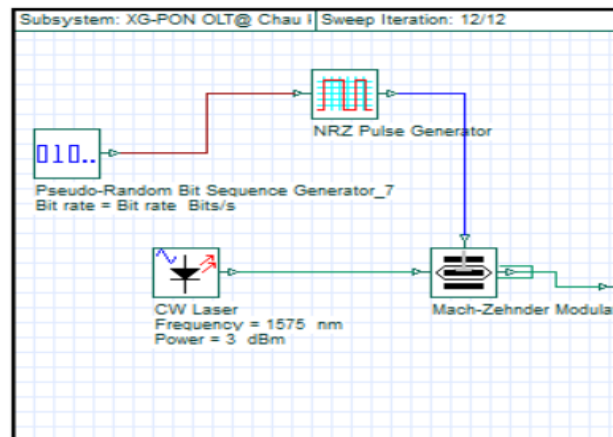 Subsystem: XG-PON OLT@ Chau
Sweep Iteration: 12/12
NRZ Pulse Generator
010..
Pseudo-Random Bit Sequence Generator_7
Bit rate = Bit rate Bits/s
CW Laser
Frequency = 1575 nm
Power = 3 dBm
Mach-Zehnder Modula